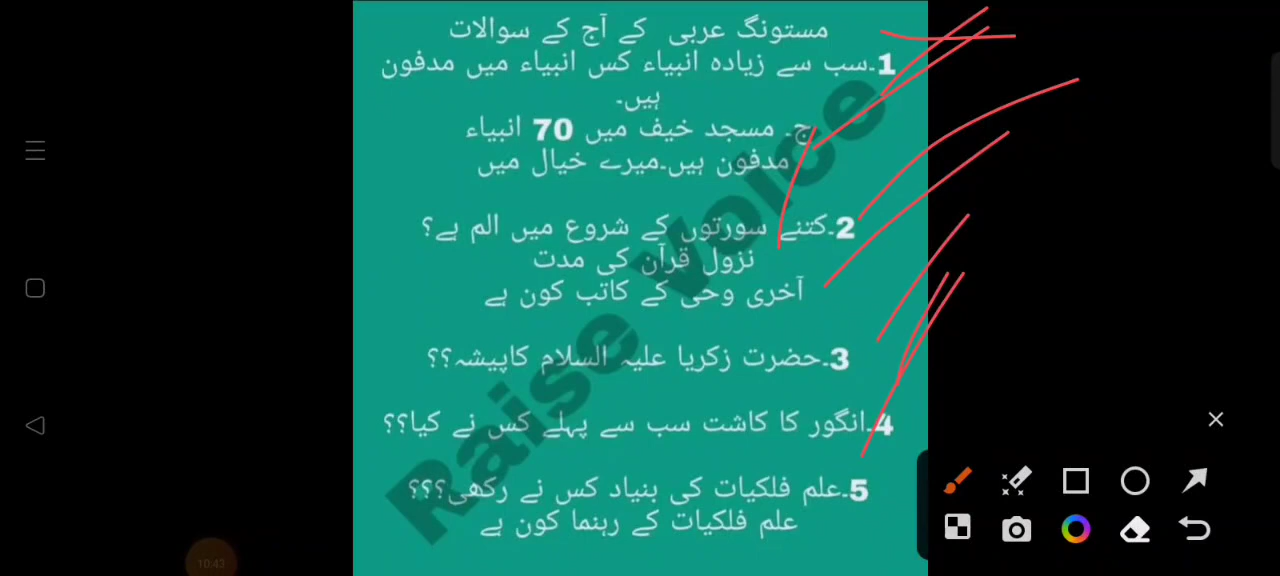 مستونگ عربی کے آج کے سوالات
1۔سب سے زیادہ انبیاء کس انبیاء میں مدفون
ہیں۔
ج۔ مسجد خیف میں 70 انبیاء
مدفون ہیں۔میرے خیال میں
2۔کتنے سورتوں کے شروع میں الم ہے؟
نزول قرآن کی مدت
آخری وحی کے کاتب کون ہے
3۔حضرت زکریا علیہ السلام کاپیشہ؟؟
4۔انگور کا کاشت سب سے پہلے کس نے کیا؟؟
5۔علم فلکیات کی بنیاد کس نے رکھی؟؟؟
علم فلکیات کے رہنما کون ہے
Raise Voice
10:43